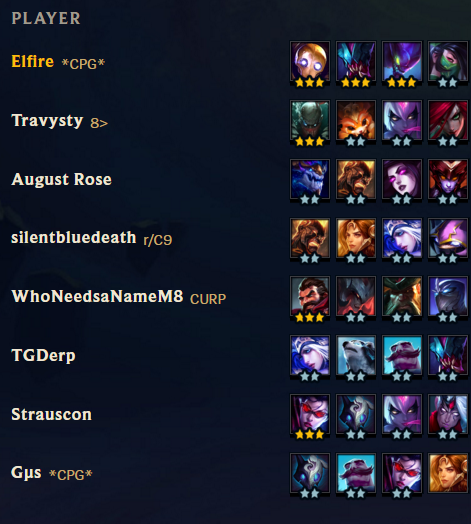 PLAYER
Elfire *CPG*
Travysty 8>
August Rose
silentbluedeath r/C9
WhoNeedsaNameM8 CURP
TGDerp
Strauscon
Gμs *CPG*